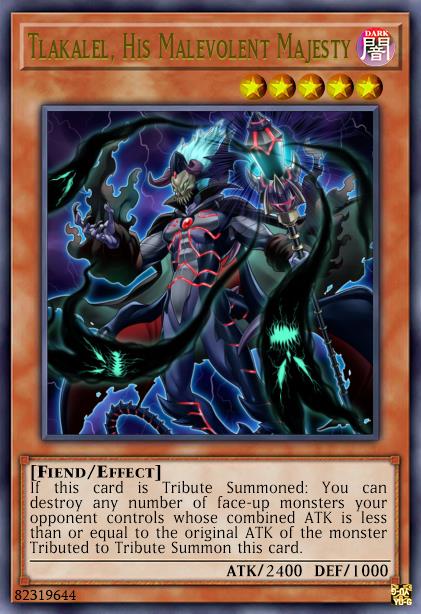 Tlakalel, His Malevolent Majesty
DARK
闇
[Fiend/Effect]
If this card is Tribute Summoned: You can
destroy any number of face-up monsters your
opponent controls whose combined ATK is less
than or equal to the original ATK of the monster
Tributed to Tribute Summon this card.
ATK/2400 DEF/1000
82319644